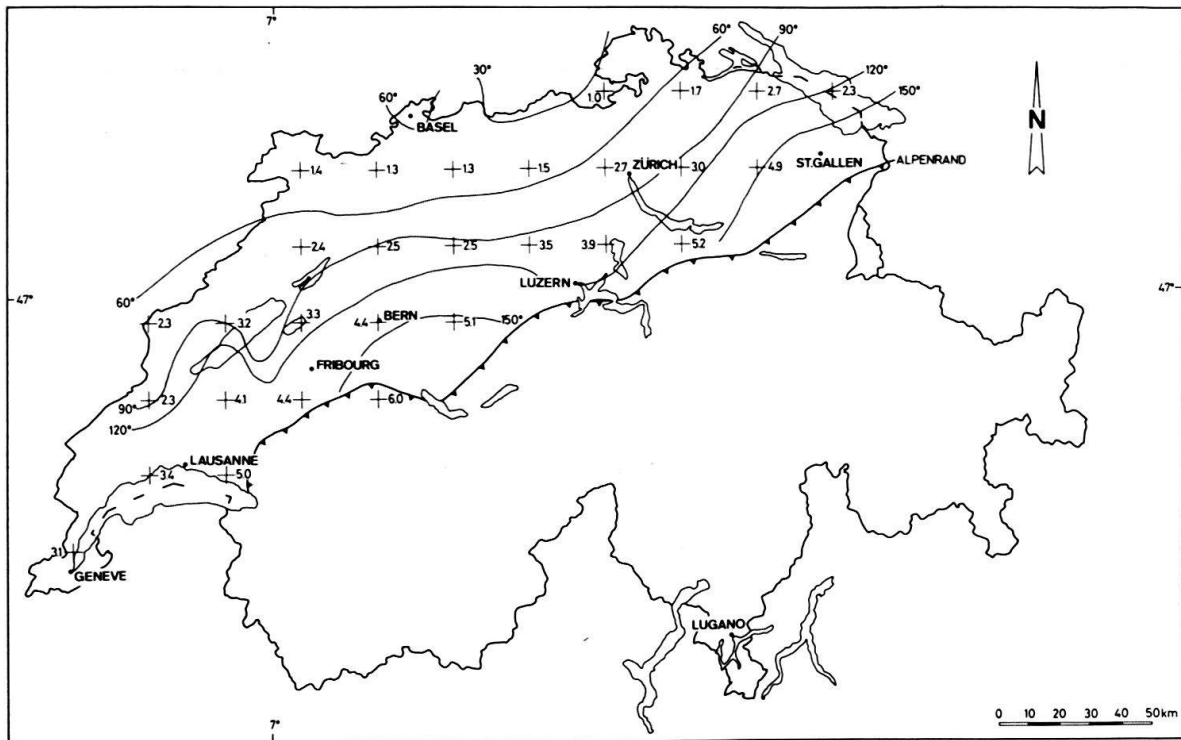 7°
60° 90°
30° 120°
60° 150°
1.0 1.7 2.7 2.3
N
BASEL
1.4 1.3 1.3 1.5 2.7 ZÜRICH 3.0 4.9 ST.GALLEN ALPENRAND
2.4 2.5 2.5 3.5 3.9 5.2
LUZERN
47° 60° 47°
2.3 3.2 3.3 4.4 BERN 5.1 150°
FRIBOURG
90° 2.3 4.1 4.4 6.0
120°
LAUSANNE
3.4 5.0
3.1
GENEVE
LUGANO
7°
0 10 20 30 40 50km